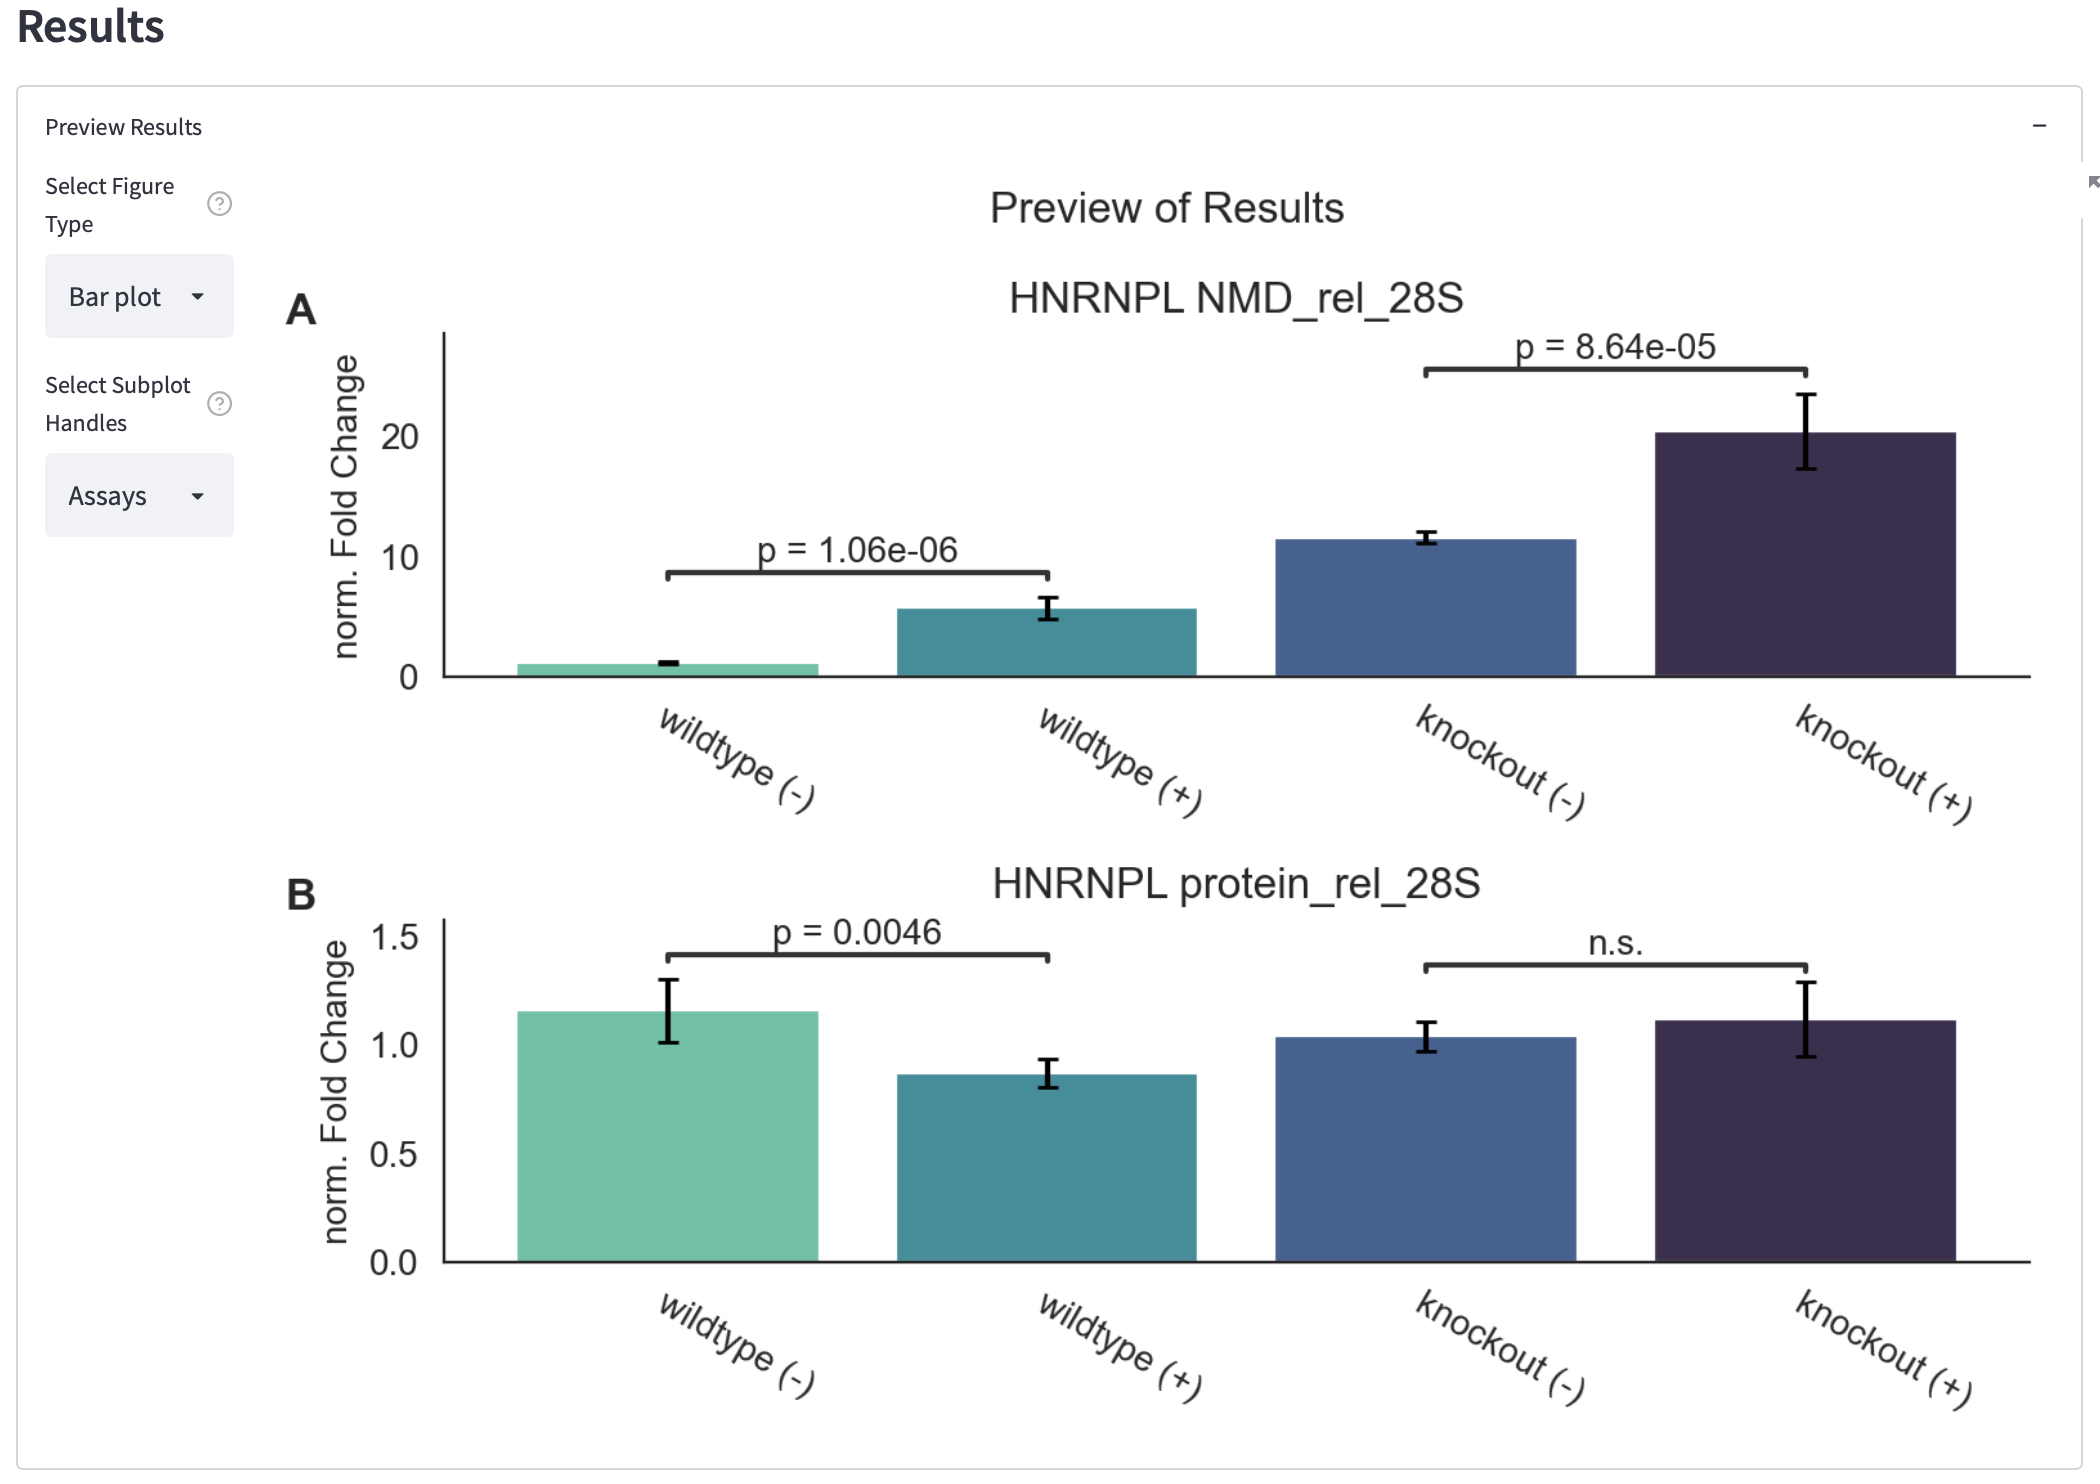 Results
Preview Results
Select Figure
Type
Bar plot
Select Subplot
Handles
Assays
Preview of Results
A
HNRNPL NMD_rel_28S
norm. Fold Change
20
10
0
p = 1.06e-06
p = 8.64e-05
wildtype (-)
wildtype (+)
knockout (-)
knockout (+)
B
HNRNPL protein_rel_28S
norm. Fold Change
1.5
1.0
0.5
0.0
p = 0.0046
n.s.
wildtype (-)
wildtype (+)
knockout (-)
knockout (+)